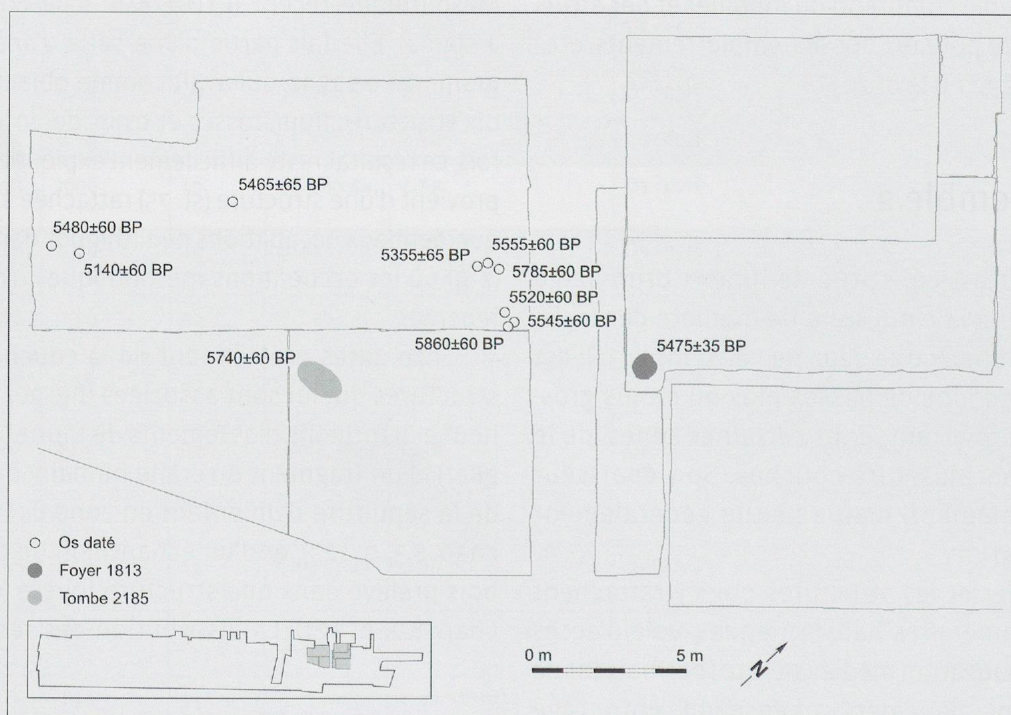 5465±65 BP
5480±60 BP
5140±60 BP
5355±65 BP
5555±60 BP
5785±60 BP
5520±60 BP
5545±60 BP
5860±60 BP
5740±60 BP
5475±35 BP
Os daté
Foyer 1813
Tombe 2185
0 m
5 m
N